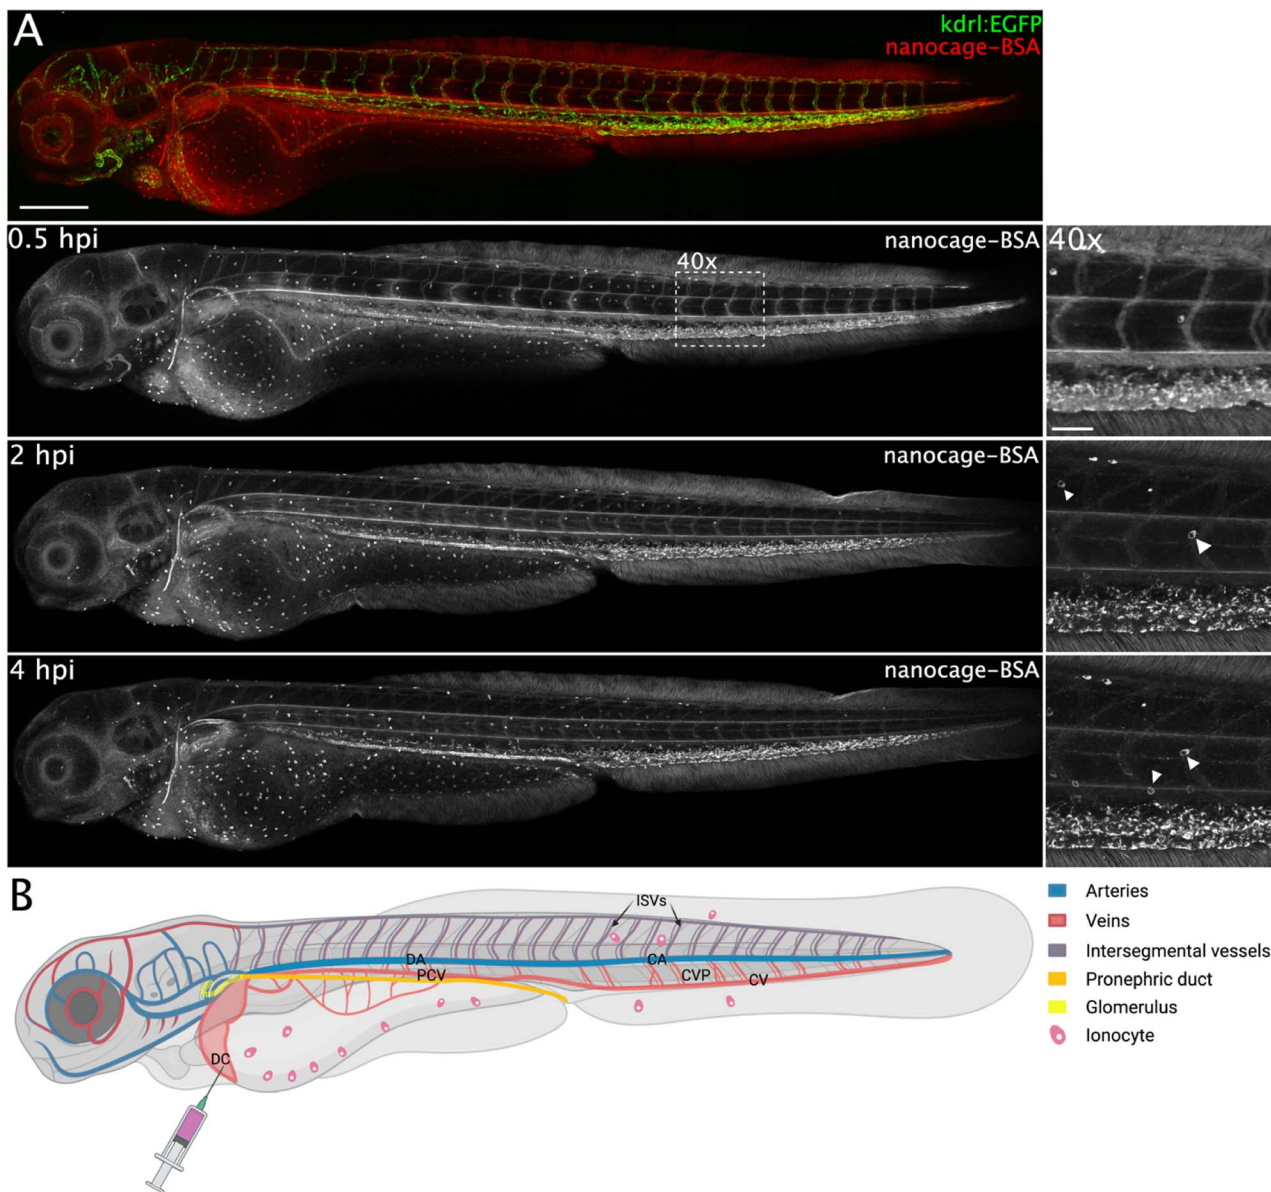 A
kdrl:EGFP
nanocage-BSA
0.5 hpi
nanocage-BSA
40x
40x
2 hpi
nanocage-BSA
4 hpi
nanocage-BSA
B
ISVs
DA
CA
PCV
CVP
CV
DC
Arteries
Veins
Intersegmental vessels
Pronephric duct
Glomerulus
Ionocyte